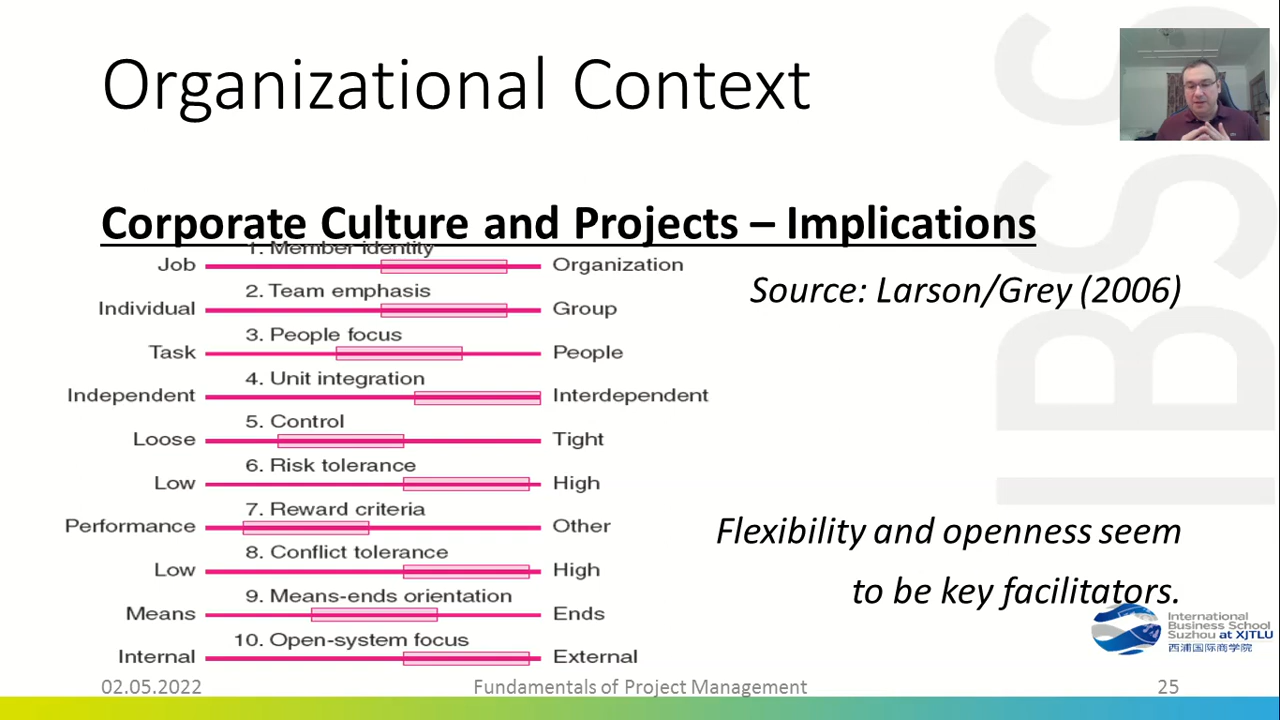 Organizational Context
Corporate Culture and Projects – Implications
1. Member identity
Job Organization
2. Team emphasis
Individual Group
3. People focus
Task People
4. Unit integration
Independent Interdependent
5. Control
Loose Tight
6. Risk tolerance
Low High
7. Reward criteria
Performance Other
8. Conflict tolerance
Low High
9. Means-ends orientation
Means Ends
10. Open-system focus
Internal External
Source: Larson/Grey (2006)
Flexibility and openness seem
to be key facilitators.
IBSS
International
Business School
Suzhou at XJTLU
西浦国际商学院
02.05.2022 Fundamentals of Project Management 25